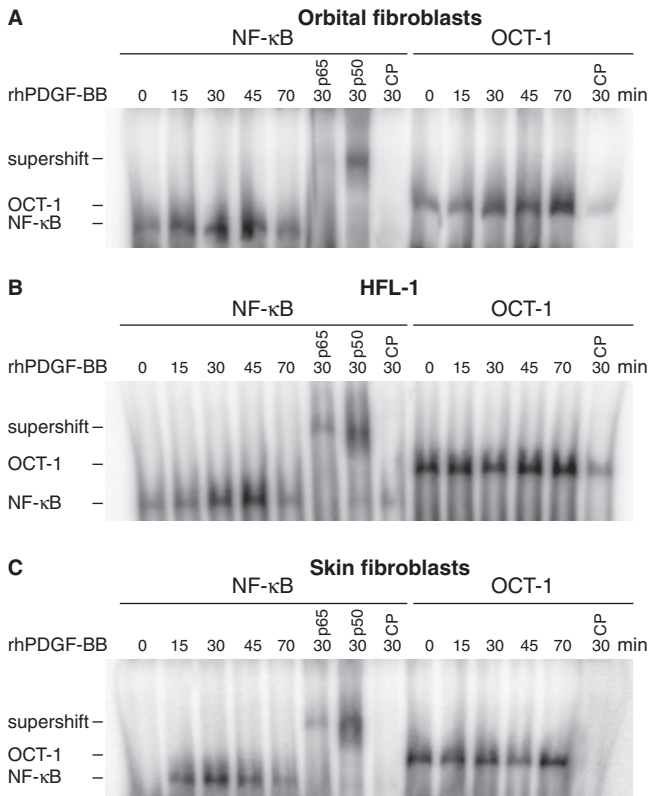 A Orbital fibroblasts
NF-κB OCT-1
p65 p50 CP CP
rhPDGF-BB 0 15 30 45 70 30 30 30 0 15 30 45 70 30 min
supershift
OCT-1
NF-κB
B HFL-1
NF-κB OCT-1
p65 p50 CP CP
rhPDGF-BB 0 15 30 45 70 30 30 30 0 15 30 45 70 30 min
supershift
OCT-1
NF-κB
C Skin fibroblasts
NF-κB OCT-1
p65 p50 CP CP
rhPDGF-BB 0 15 30 45 70 30 30 30 0 15 30 45 70 30 min
supershift
OCT-1
NF-κB